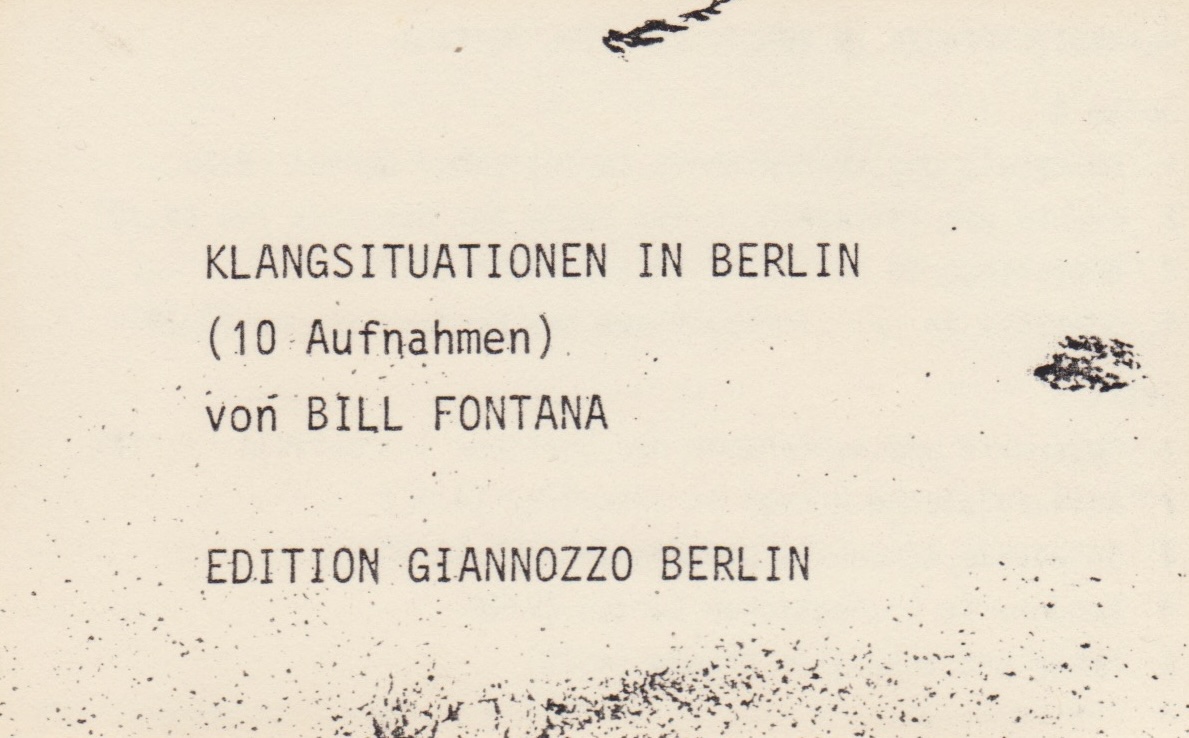 KLANGSITUATIONEN IN BERLIN
(10 Aufnahmen)
von BILL FONTANA
EDITION GIANNOZZO BERLIN